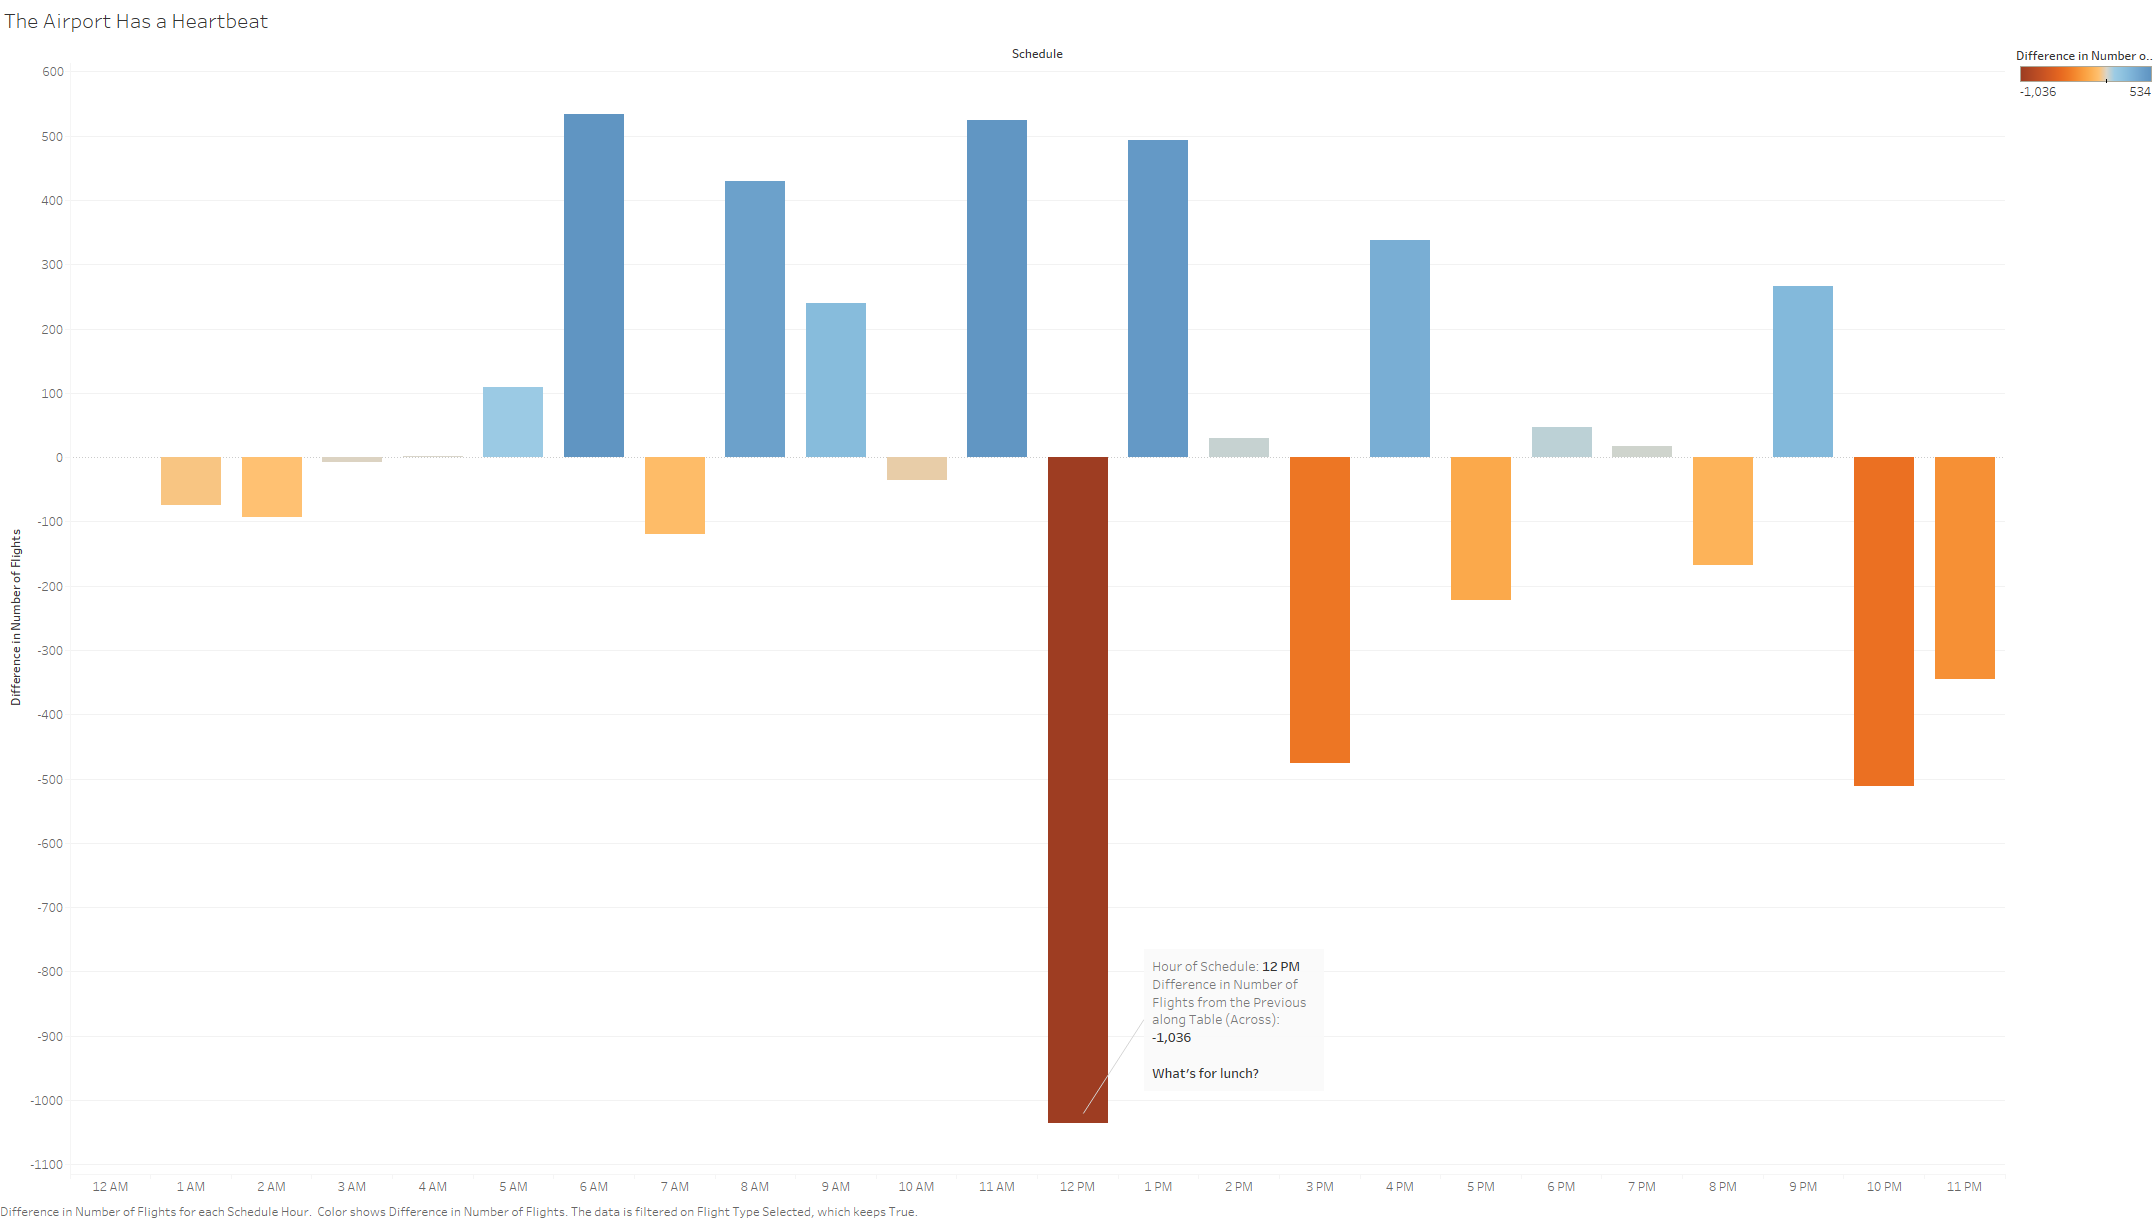 The Airport Has a Heartbeat
Schedule
Difference in Number o..
-1,036 534
600
500
400
300
200
100
0
-100
-200
-300
-400
-500
-600
-700
-800
-900
-1000
-1100
Difference in Number of Flights
Hour of Schedule: 12 PM
Difference in Number of
Flights from the Previous
along Table (Across):
-1,036
What's for lunch?
12 AM 1 AM 2 AM 3 AM 4 AM 5 AM 6 AM 7 AM 8 AM 9 AM 10 AM 11 AM 12 PM 1 PM 2 PM 3 PM 4 PM 5 PM 6 PM 7 PM 8 PM 9 PM 10 PM 11 PM
Difference in Number of Flights for each Schedule Hour. Color shows Difference in Number of Flights. The data is filtered on Flight Type Selected, which keeps True.